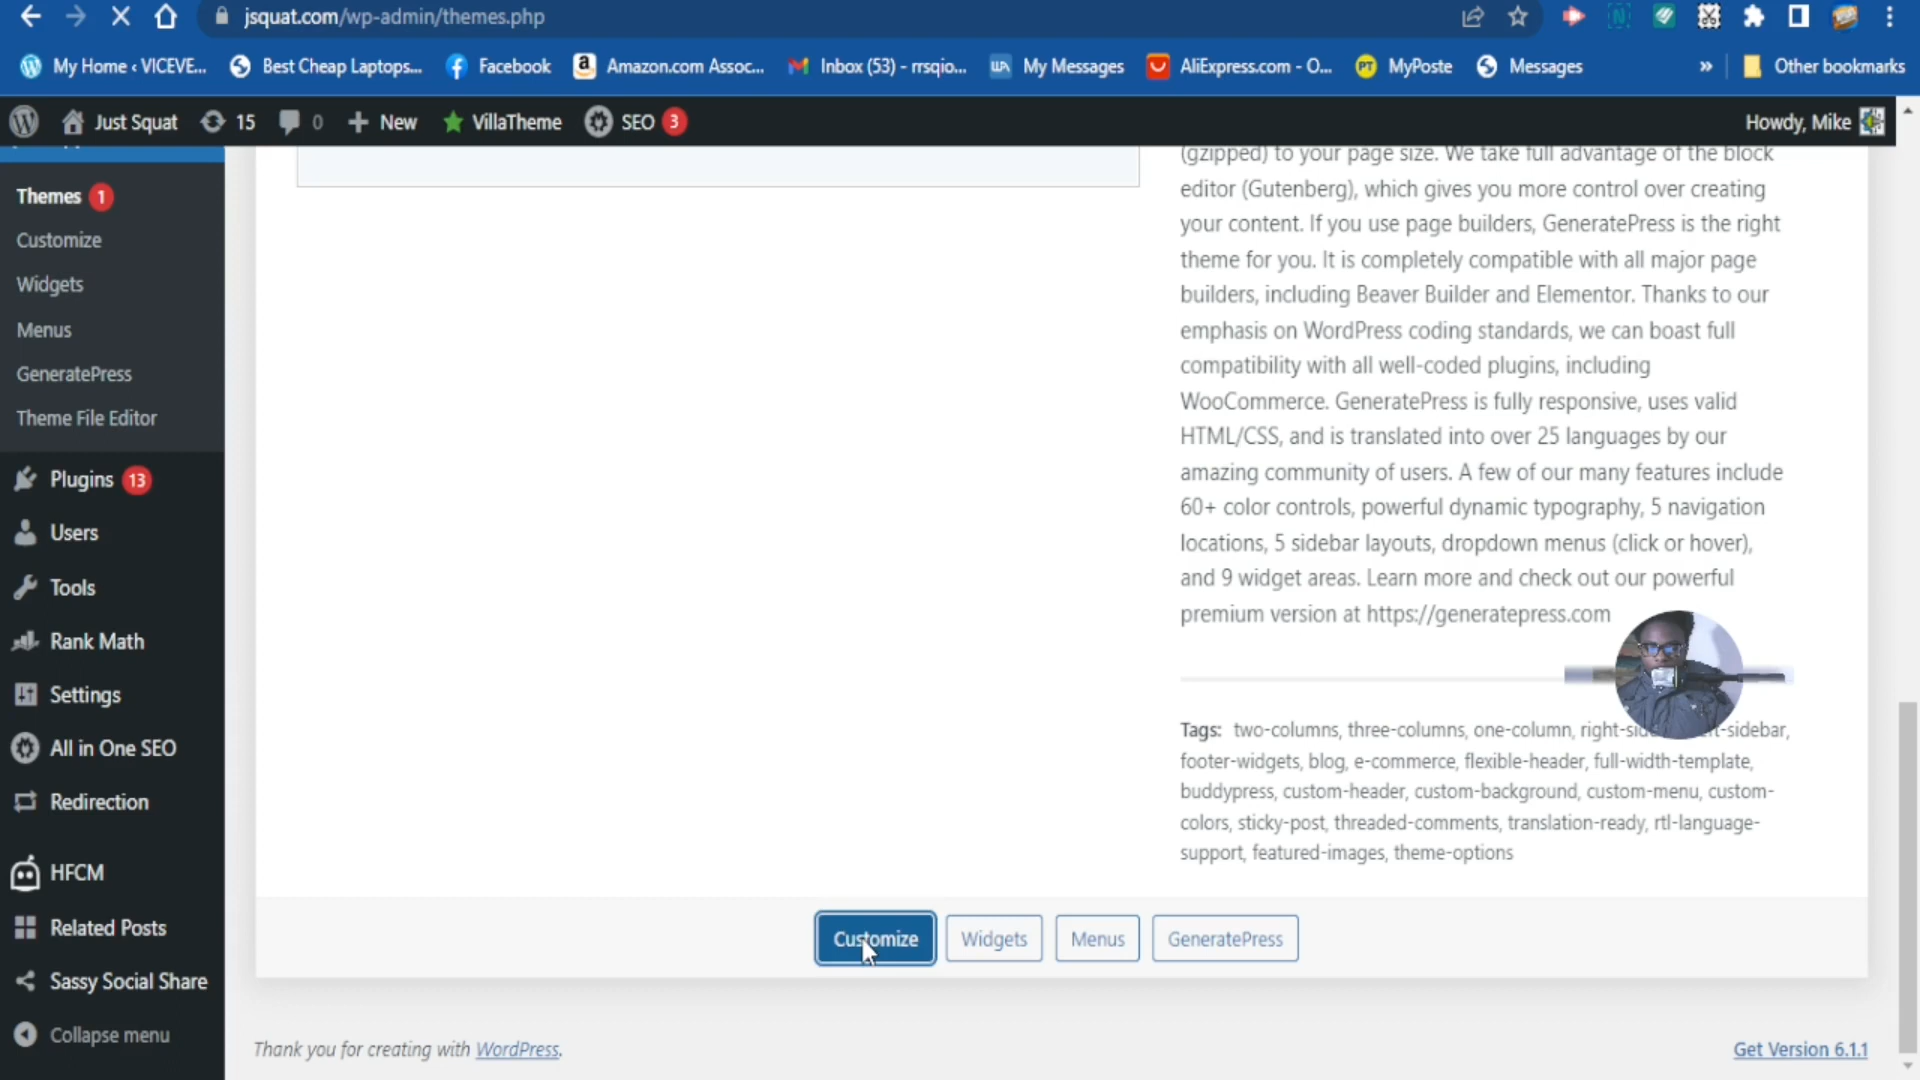 jsquat.com/wp-admin/themes.php
My Home ‹ VICEVE... Best Cheap Laptops... Facebook Amazon.com Assoc... Inbox (53) - rrsqio... My Messages AliExpress.com - O... MyPoste Messages » Other bookmarks
Just Squat 15 0 New VillaTheme SEO 3 Howdy, Mike
Themes 1
Customize
Widgets
Menus
GeneratePress
Theme File Editor
Plugins 13
Users
Tools
Rank Math
Settings
All in One SEO
Redirection
HFCM
Related Posts
Sassy Social Share
Collapse menu
(gzipped) to your page size. We take full advantage of the block
editor (Gutenberg), which gives you more control over creating
your content. If you use page builders, GeneratePress is the right
theme for you. It is completely compatible with all major page
builders, including Beaver Builder and Elementor. Thanks to our
emphasis on WordPress coding standards, we can boast full
compatibility with all well-coded plugins, including
WooCommerce. GeneratePress is fully responsive, uses valid
HTML/CSS, and is translated into over 25 languages by our
amazing community of users. A few of our many features include
60+ color controls, powerful dynamic typography, 5 navigation
locations, 5 sidebar layouts, dropdown menus (click or hover),
and 9 widget areas. Learn more and check out our powerful
premium version at https://generatepress.com
Tags: two-columns, three-columns, one-column, -sidebar,
footer-widgets, blog, e-commerce, flexible-header, full-width-template,
buddypress, custom-header, custom-background, custom-menu, custom-
colors, sticky-post, threaded-comments, translation-ready, rtl-language-
support, featured-images, theme-options
Customize Widgets Menus GeneratePress
Thank you for creating with WordPress. Get Version 6.1.1